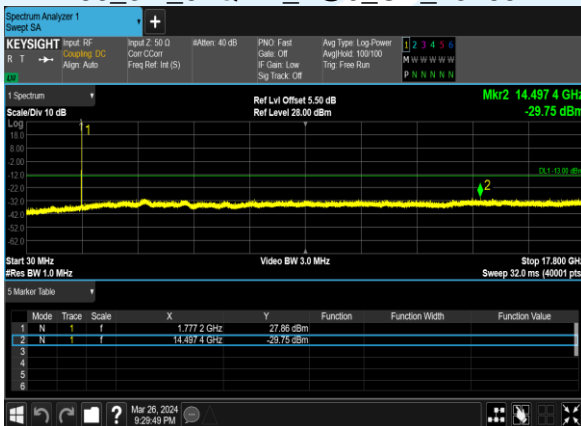 Spectrum Analyzer 1
Swept SA
+
KEYSIGHT Input: RF Input Z: 50 Ω #Atten: 40 dB PNO: Fast Avg Type: Log-Power 1 2 3 4 5 6
R T Coupling: DC Corr CCorr Gate: Off Avg|Hold: 100/100 M W W W W W
Align: Auto Freq Ref: Int (S) IF Gain: Low Trig: Free Run
LXI Sig Track: Off P N N N N N
1 Spectrum Ref Lvl Offset 5.50 dB Mkr2 14.497 4 GHz
Scale/Div 10 dB Ref Level 28.00 dBm -29.75 dBm
Log 1
18.0
8.00
-2.00
-12.0 DL1 -13.00 dBm
-22.0 2
-32.0
-42.0
-52.0
-62.0
Start 30 MHz Video BW 3.0 MHz Stop 17.800 GHz
#Res BW 1.0 MHz Sweep 32.0 ms (40001 pts)
5 Marker Table
Mode Trace Scale X Y Function Function Width Function Value
1 N 1 f 1.777 2 GHz 27.86 dBm
2 N 1 f 14.497 4 GHz -29.75 dBm
3
4
5
6
? Mar 26, 2024
9:29:49 PM